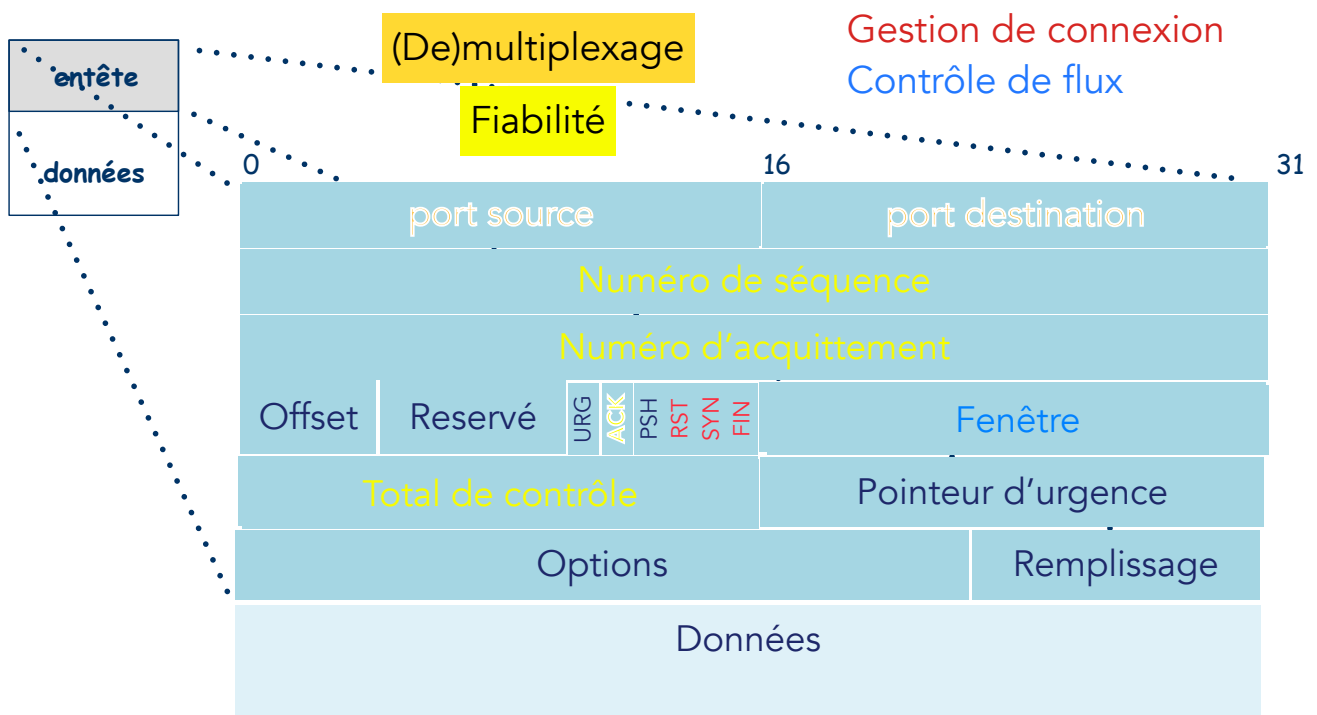 (De)multiplexage
Gestion de connexion
Contrôle de flux
entête
Fiabilité
données
0 16 31
port source port destination
Numéro de séquence
Numéro d'acquittement
Offset Reservé URG ACK PSH RST SYN FIN Fenêtre
Total de contrôle Pointeur d'urgence
Options Remplissage
Données